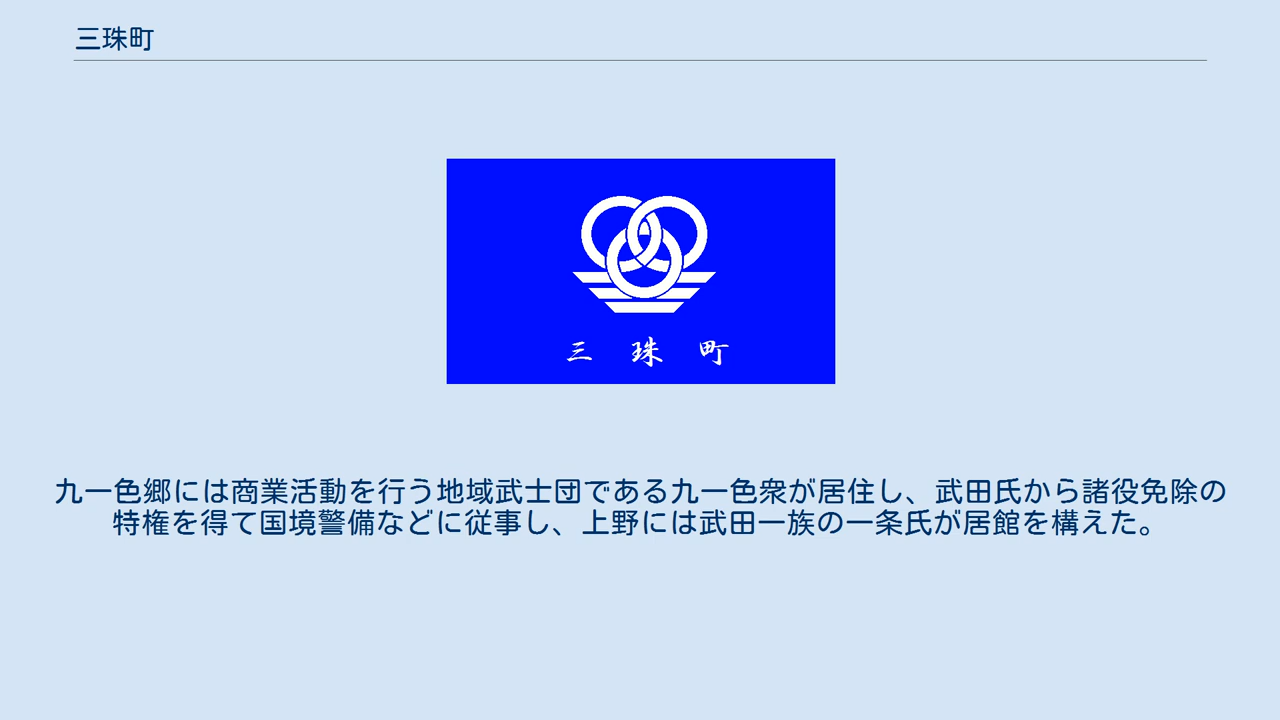 三珠町
三 珠 町
九一色郷には商業活動を行う地域武士団である九一色衆が居住し、武田氏から諸役免除の
特権を得て国境警備などに従事し、上野には武田一族の一条氏が居館を構えた。